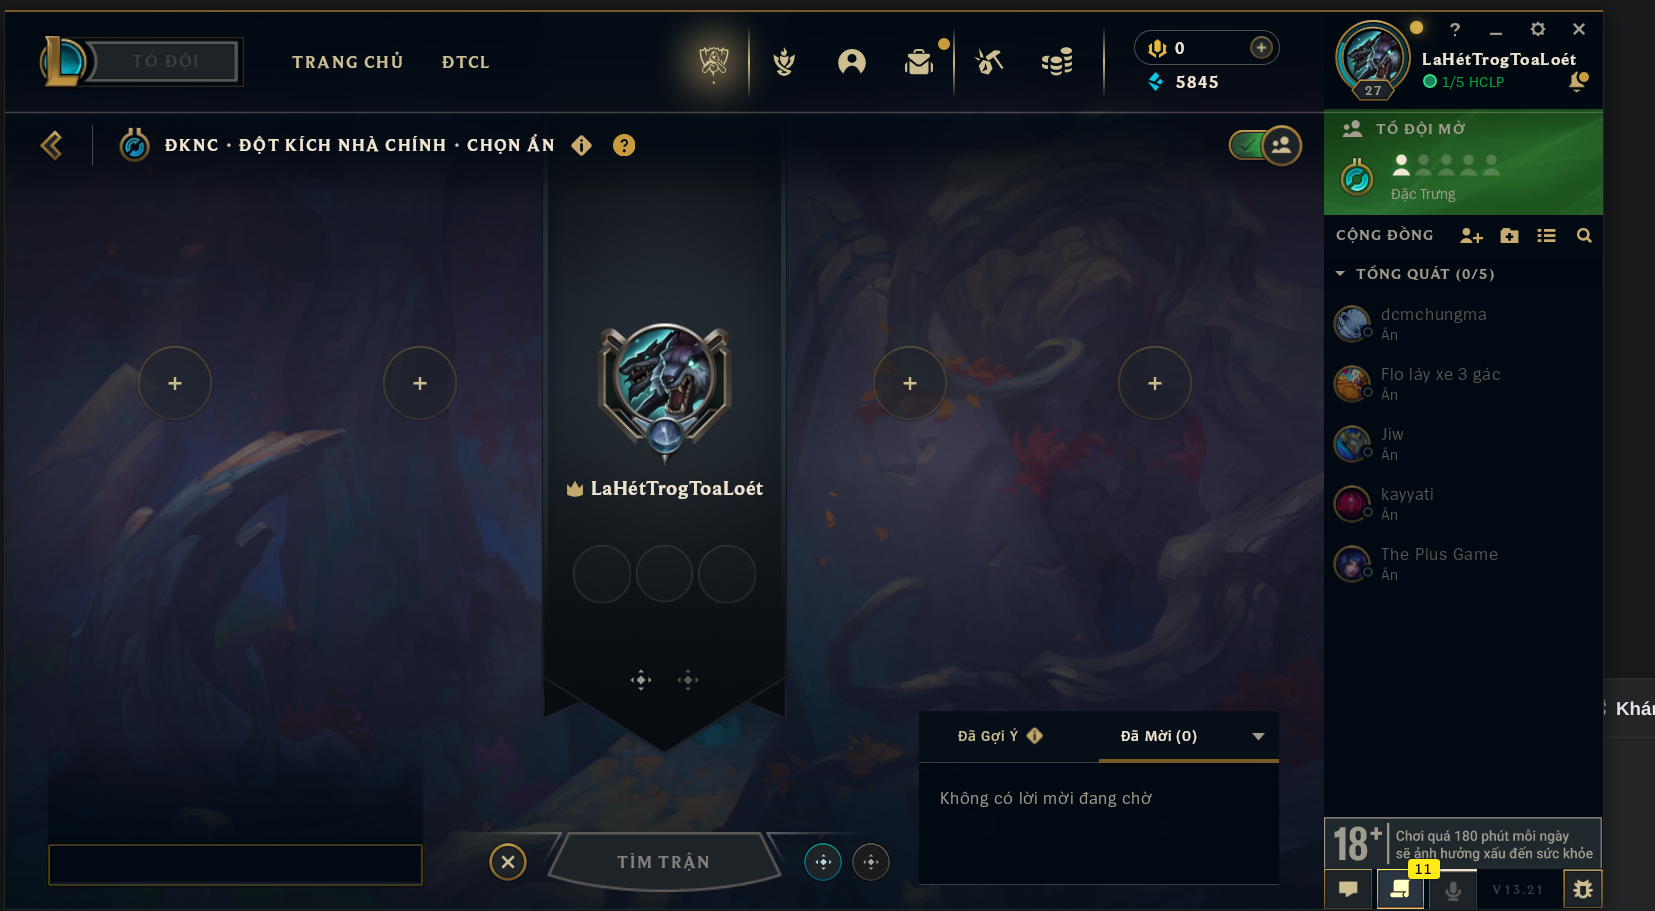 TỔ ĐỘI
TRANG CHỦ
ĐTCL
0
5845
?
LaHétTrogToaLoét
1/5 HCLP
27
ĐKNC • ĐỘT KÍCH NHÀ CHÍNH • CHỌN ẨN
?
TỔ ĐỘI MỞ
Đặc Trưng
CỘNG ĐỒNG
TỔNG QUÁT (0/5)
dcmchungma
Ẩn
Flo láy xe 3 gác
Ẩn
Jiw
Ẩn
kayyati
Ẩn
The Plus Game
Ẩn
LaHétTrogToaLoét
Đã Gợi Ý
Đã Mời (0)
Không có lời mời đang chờ
TÌM TRẬN
18+
Chơi quá 180 phút mỗi ngày
sẽ ảnh hưởng xấu đến sức khỏe
11
V13.21